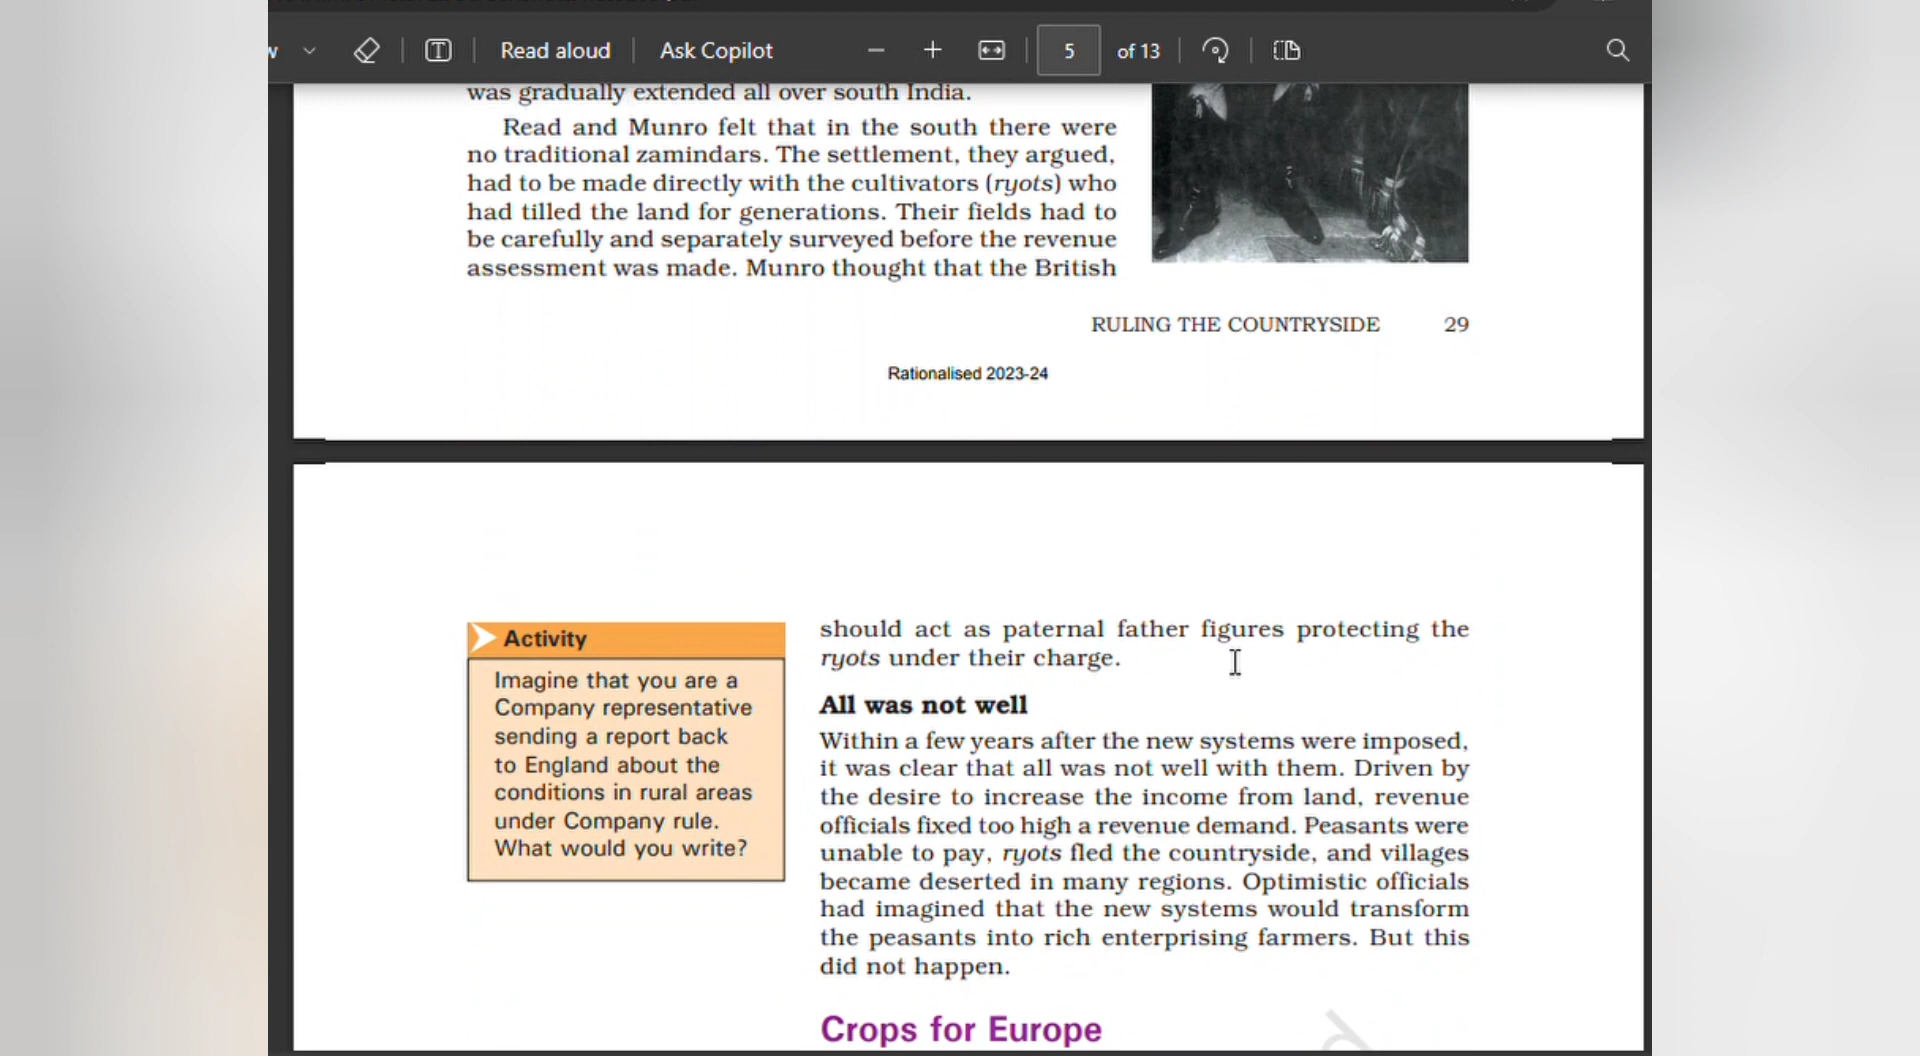 Read aloud
Ask Copilot
5
of 13
was gradually extended all over south India.
Read and Munro felt that in the south there were
no traditional zamindars. The settlement, they argued,
had to be made directly with the cultivators (ryots) who
had tilled the land for generations. Their fields had to
be carefully and separately surveyed before the revenue
assessment was made. Munro thought that the British
RULING THE COUNTRYSIDE 29
Rationalised 2023-24
Activity
Imagine that you are a
Company representative
sending a report back
to England about the
conditions in rural areas
under Company rule.
What would you write?
should act as paternal father figures protecting the
ryots under their charge.
All was not well
Within a few years after the new systems were imposed,
it was clear that all was not well with them. Driven by
the desire to increase the income from land, revenue
officials fixed too high a revenue demand. Peasants were
unable to pay, ryots fled the countryside, and villages
became deserted in many regions. Optimistic officials
had imagined that the new systems would transform
the peasants into rich enterprising farmers. But this
did not happen.
Crops for Europe